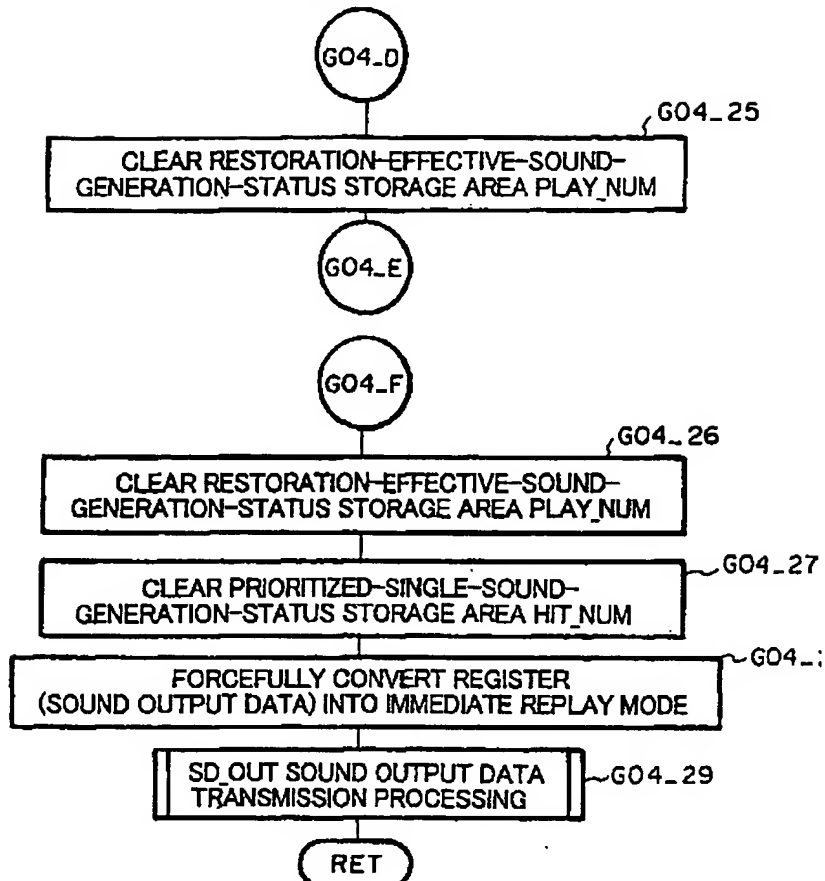 G04_D
G04_25
CLEAR RESTORATION-EFFECTIVE-SOUND-
GENERATION-STATUS STORAGE AREA PLAY_NUM
G04_E
G04_F
G04_26
CLEAR RESTORATION-EFFECTIVE-SOUND-
GENERATION-STATUS STORAGE AREA PLAY_NUM
G04_27
CLEAR PRIORITIZED-SINGLE-SOUND-
GENERATION-STATUS STORAGE AREA HIT_NUM
G04_
FORCEFULLY CONVERT REGISTER
(SOUND OUTPUT DATA) INTO IMMEDIATE REPLAY MODE
SD_OUT SOUND OUTPUT DATA
TRANSMISSION PROCESSING
G04_29
RET